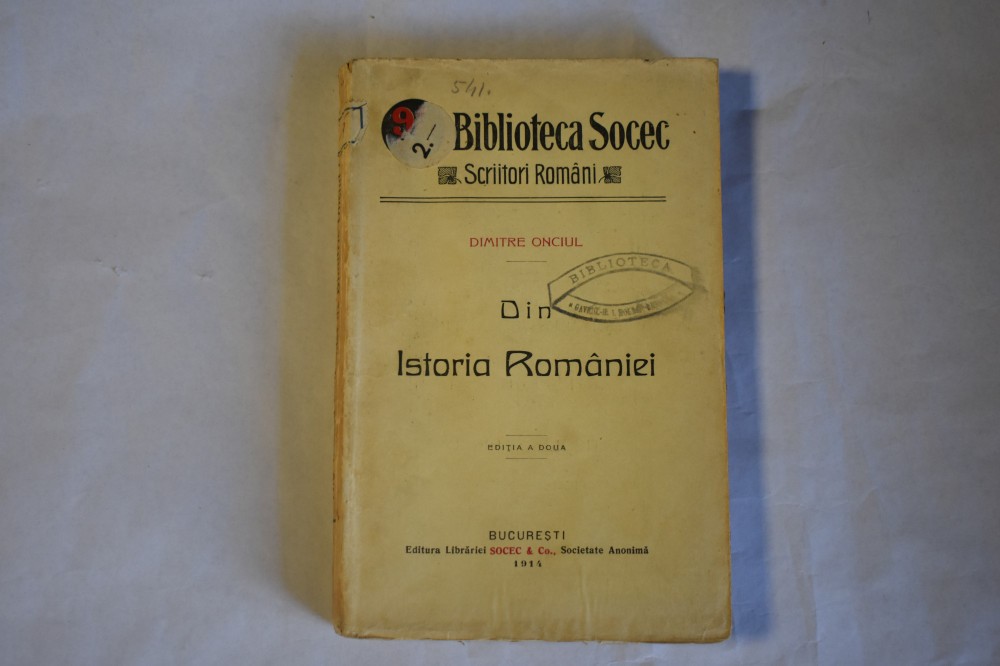 541.
9
2.—
Biblioteca Socec
Scriitori Români
DIMITRE ONCIUL
BIBLIOTECA
Din
Istoria României
EDIȚIA A DOUA
BUCUREȘTI
Editura Librăriei SOCEC & Co., Societate Anonimă
1914